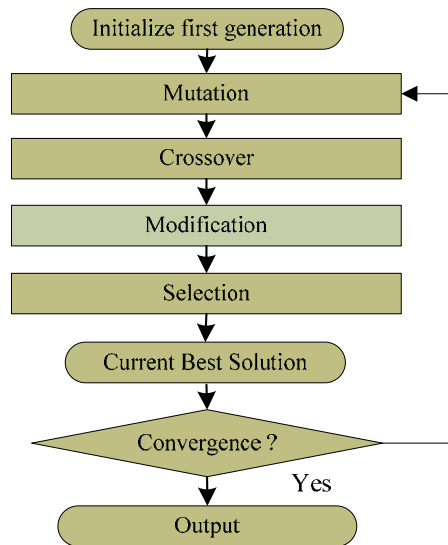 Initialize first generation
Mutation
Crossover
Modification
Selection
Current Best Solution
Convergence ?
Yes
Output